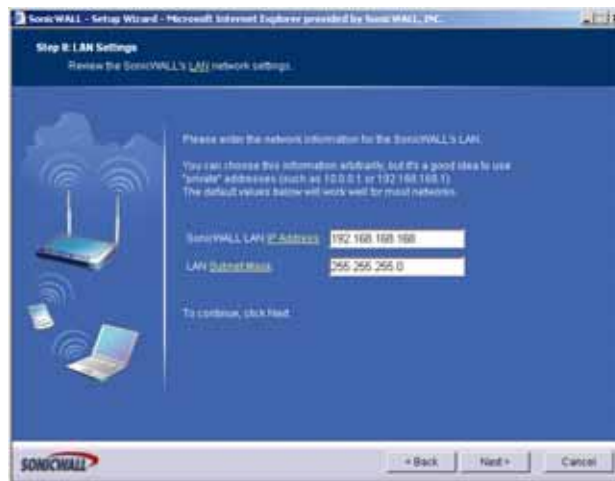 SonicWALL - Setup Wizard - Microsoft Internet Explorer provided by SonicWALL, INC.
Step 8: LAN Settings
Review the SonicWALL's LAN network settings.
Please enter the network information for the SonicWALL's LAN.
You can choose this information arbitrarily, but it's a good idea to use
"private" addresses (such as 10.0.0.1 or 192.168.168.1).
The default values below will work well for most networks.
SonicWALL LAN IP Address 192.168.168.168
LAN Subnet Mask 255.255.255.0
To continue, click Next.
SONICWALL
< Back Next > Cancel